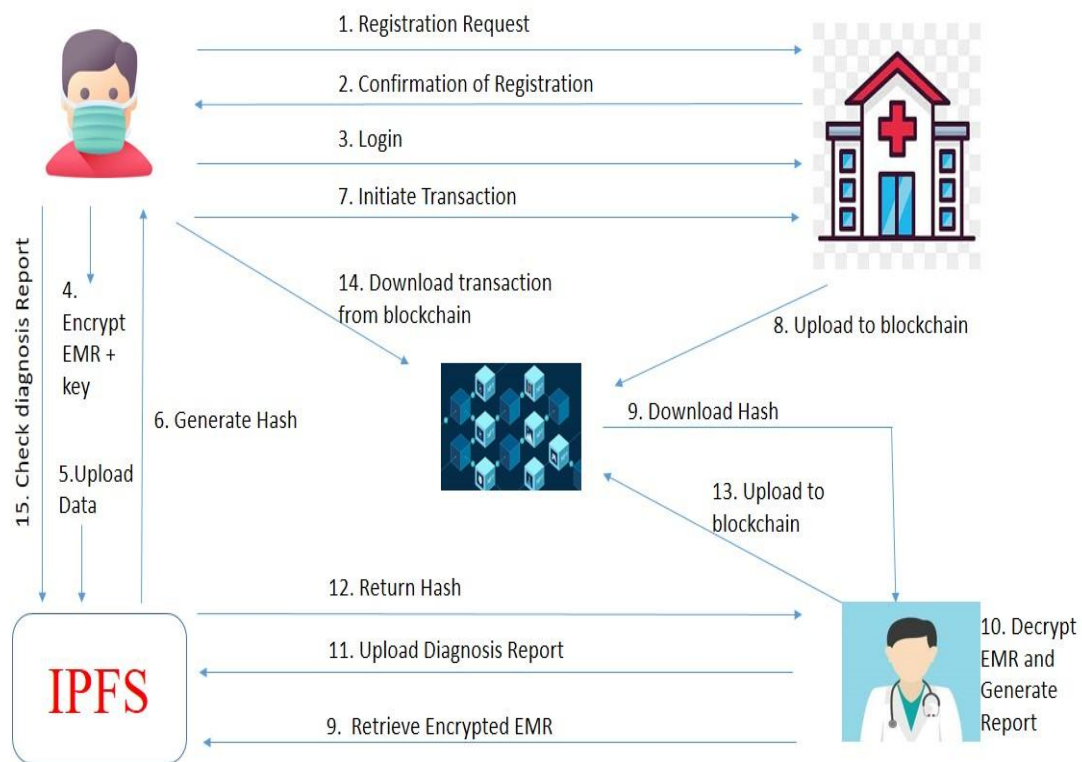 1. Registration Request
2. Confirmation of Registration
3. Login
7. Initiate Transaction
15. Check diagnosis Report
4.
Encrypt
EMR +
key
5.Upload
Data
6. Generate Hash
14. Download transaction
from blockchain
8. Upload to blockchain
9. Download Hash
13. Upload to
blockchain
12. Return Hash
11. Upload Diagnosis Report
9. Retrieve Encrypted EMR
IPFS
10. Decrypt
EMR and
Generate
Report